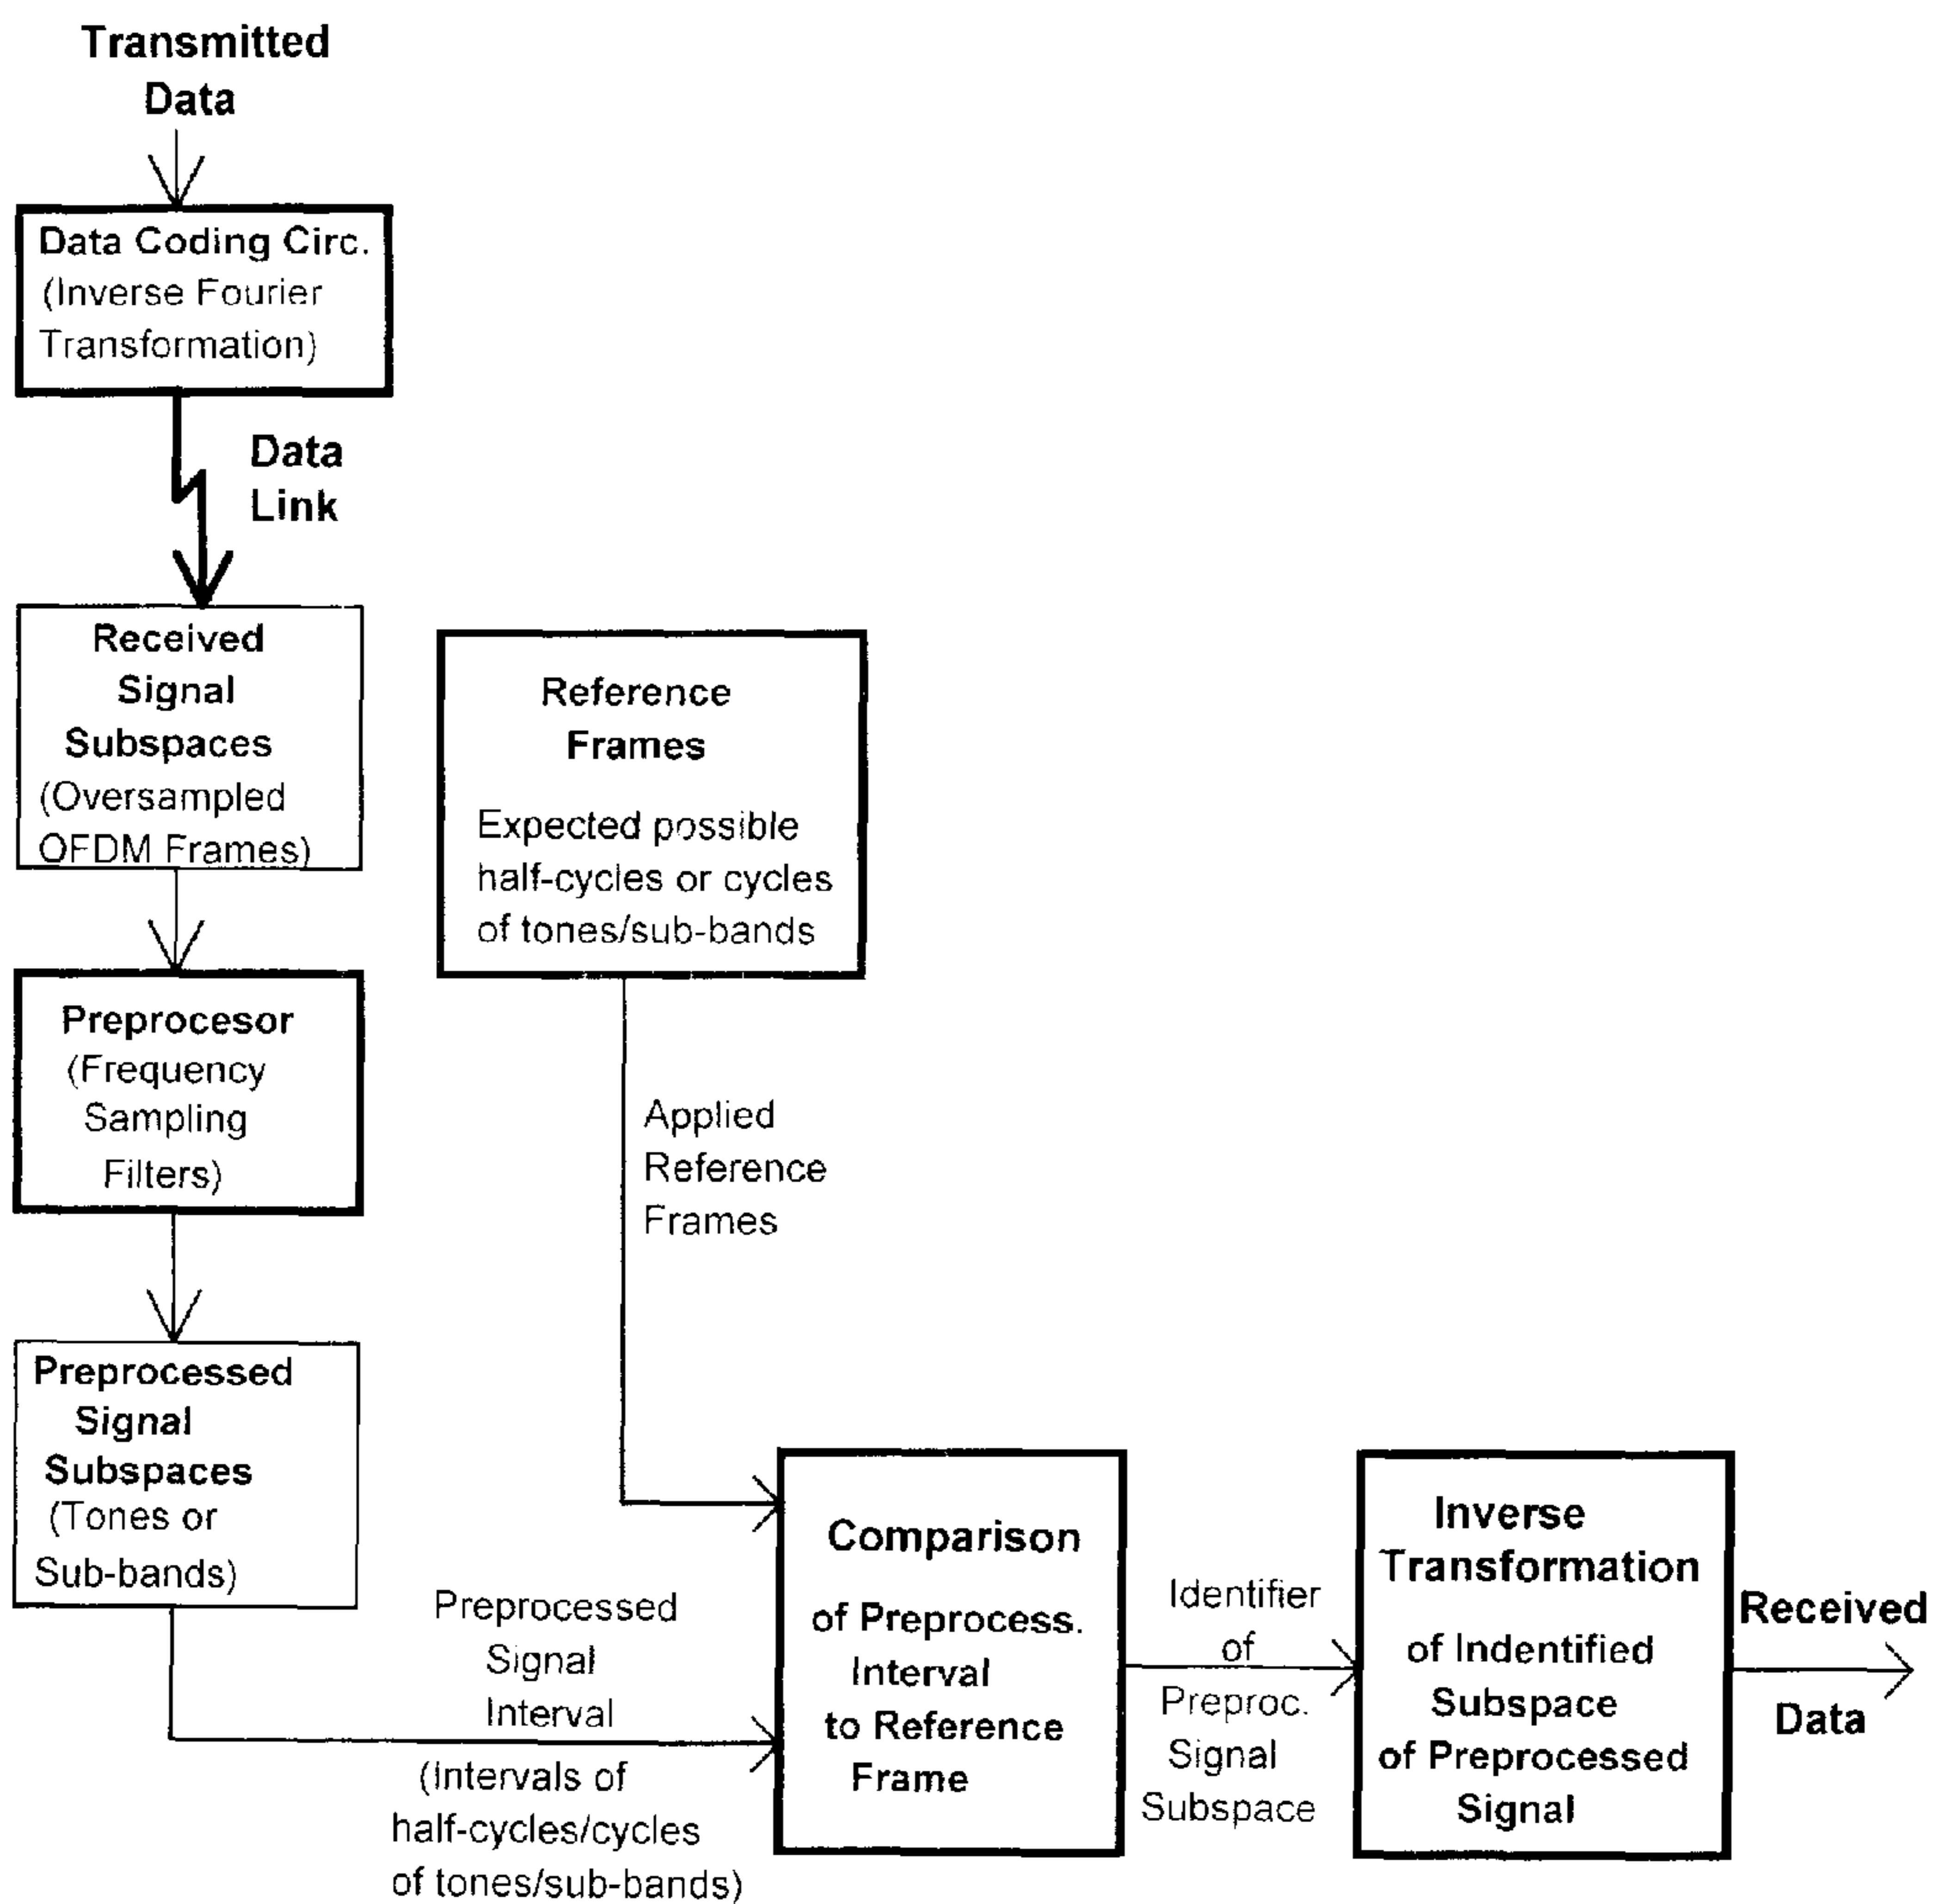 Transmitted
Data
Data Coding Circ.
(Inverse Fourier
Transformation)
Data
Link
Received
Signal
Subspaces
(Oversampled
OFDM Frames)
Reference
Frames
Expected possible
half-cycles or cycles
of tones/sub-bands
Preprocesor
(Frequency
Sampling
Filters)
Applied
Reference
Frames
Preprocessed
Signal
Subspaces
(Tones or
Sub-bands)
Preprocessed
Signal
Interval
(Intervals of
half-cycles/cycles
of tones/sub-bands)
Comparison
of Preprocess.
Interval
to Reference
Frame
Identifier
of
Preproc.
Signal
Subspace
Inverse
Transformation
of Indentified
Subspace
of Preprocessed
Signal
Received
Data